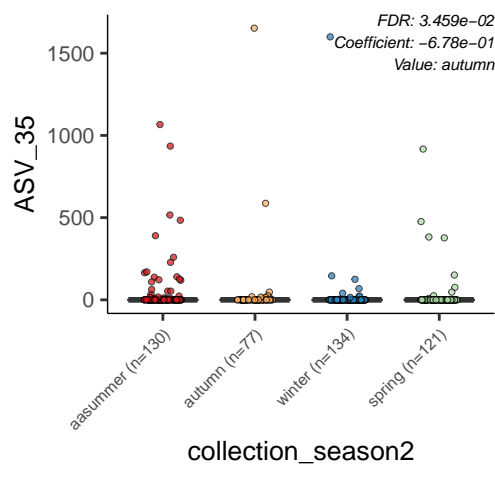 FDR: 3.459e−02
Coefficient: −6.78e−01
Value: autumn
ASV_35
1500
1000
500
0
aasummer (n=130)
autumn (n=77)
winter (n=134)
spring (n=121)
collection_season2